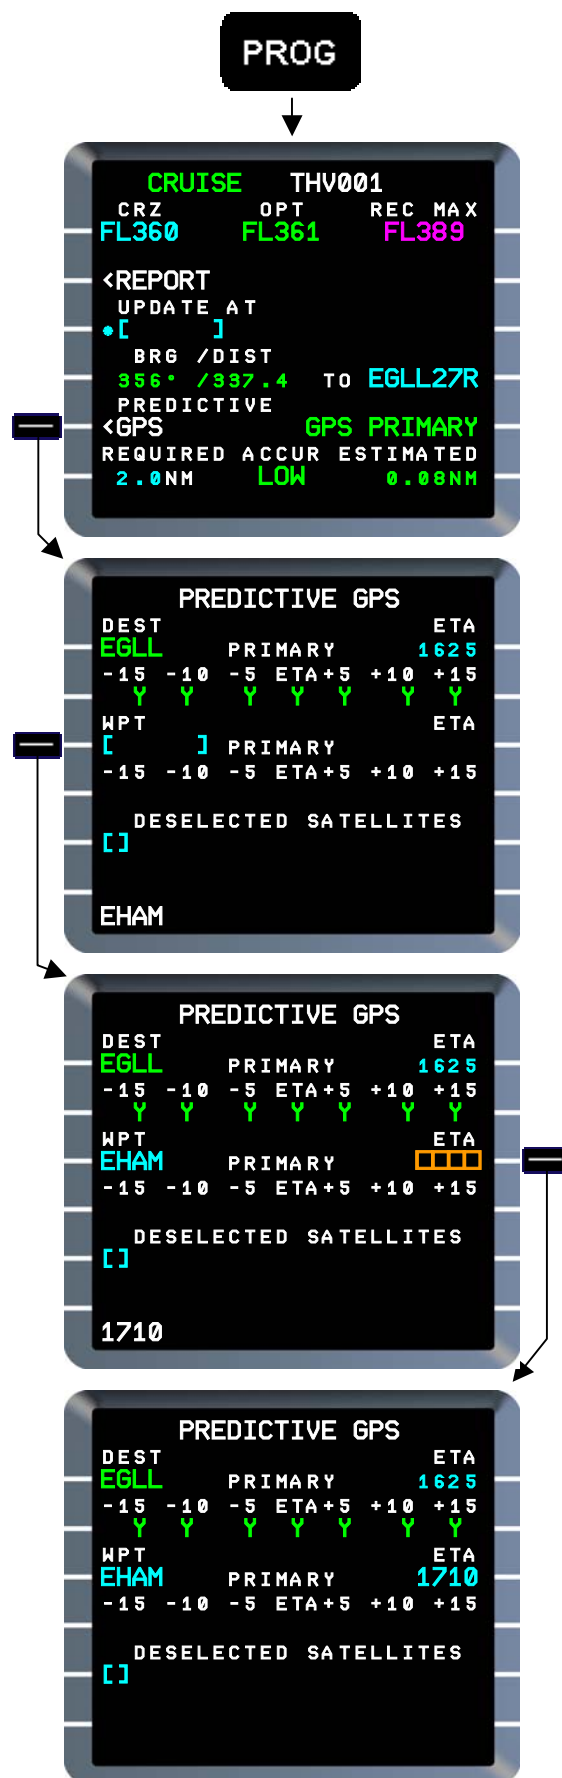 PROG
CRUISE THV001
CRZ OPT REC MAX
FL360 FL361 FL389
<REPORT
UPDATE AT
*[ ]
BRG /DIST
356° /337.4 TO EGLL27R
PREDICTIVE
<GPS GPS PRIMARY
REQUIRED ACCUR ESTIMATED
2.0NM LOW 0.08NM
PREDICTIVE GPS
DEST ETA
EGLL PRIMARY 1625
-15 -10 -5 ETA+5 +10 +15
Y Y Y Y Y Y Y
WPT ETA
[ ] PRIMARY
-15 -10 -5 ETA+5 +10 +15
DESELECTED SATELLITES
[]
EHAM
PREDICTIVE GPS
DEST ETA
EGLL PRIMARY 1625
-15 -10 -5 ETA+5 +10 +15
Y Y Y Y Y Y Y
WPT ETA
EHAM PRIMARY □□□□
-15 -10 -5 ETA+5 +10 +15
DESELECTED SATELLITES
[]
1710
PREDICTIVE GPS
DEST ETA
EGLL PRIMARY 1625
-15 -10 -5 ETA+5 +10 +15
Y Y Y Y Y Y Y
WPT ETA
EHAM PRIMARY 1710
-15 -10 -5 ETA+5 +10 +15
DESELECTED SATELLITES
[]